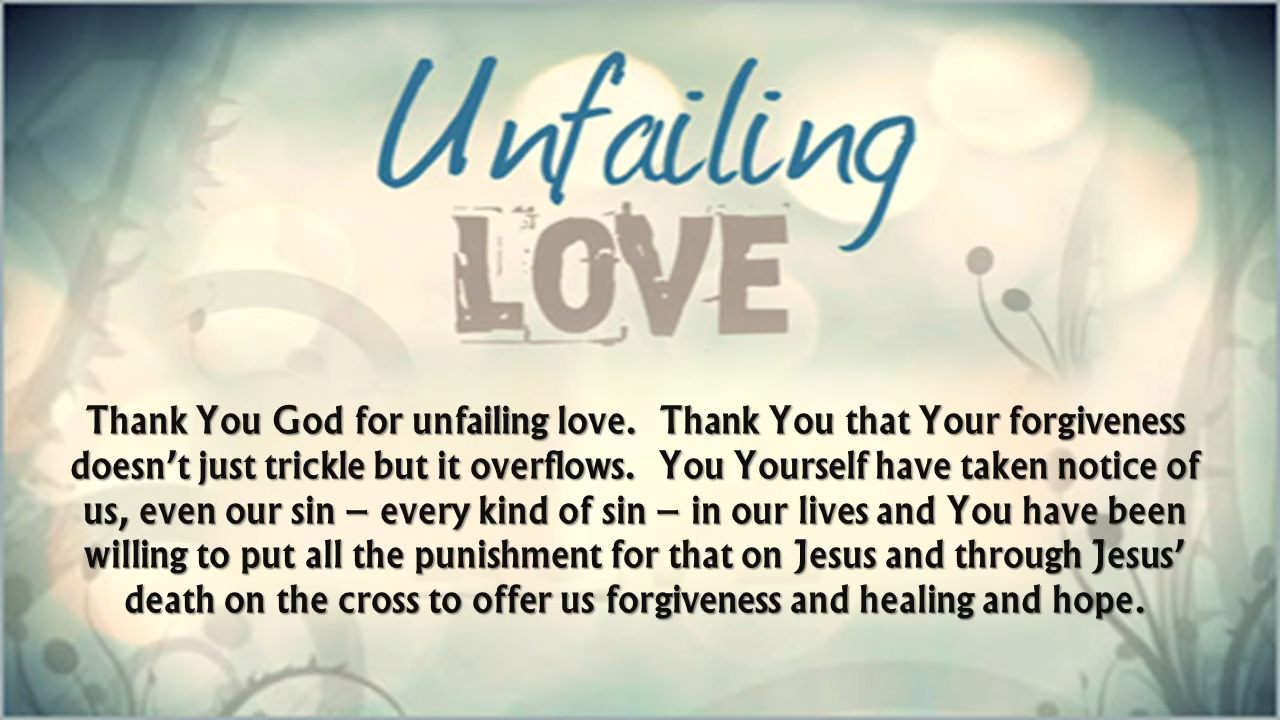 Unfailing
LOVE
Thank You God for unfailing love.  Thank You that Your forgiveness
doesn’t just trickle but it overflows.  You Yourself have taken notice of
us, even our sin – every kind of sin – in our lives and You have been
willing to put all the punishment for that on Jesus and through Jesus’
death on the cross to offer us forgiveness and healing and hope.